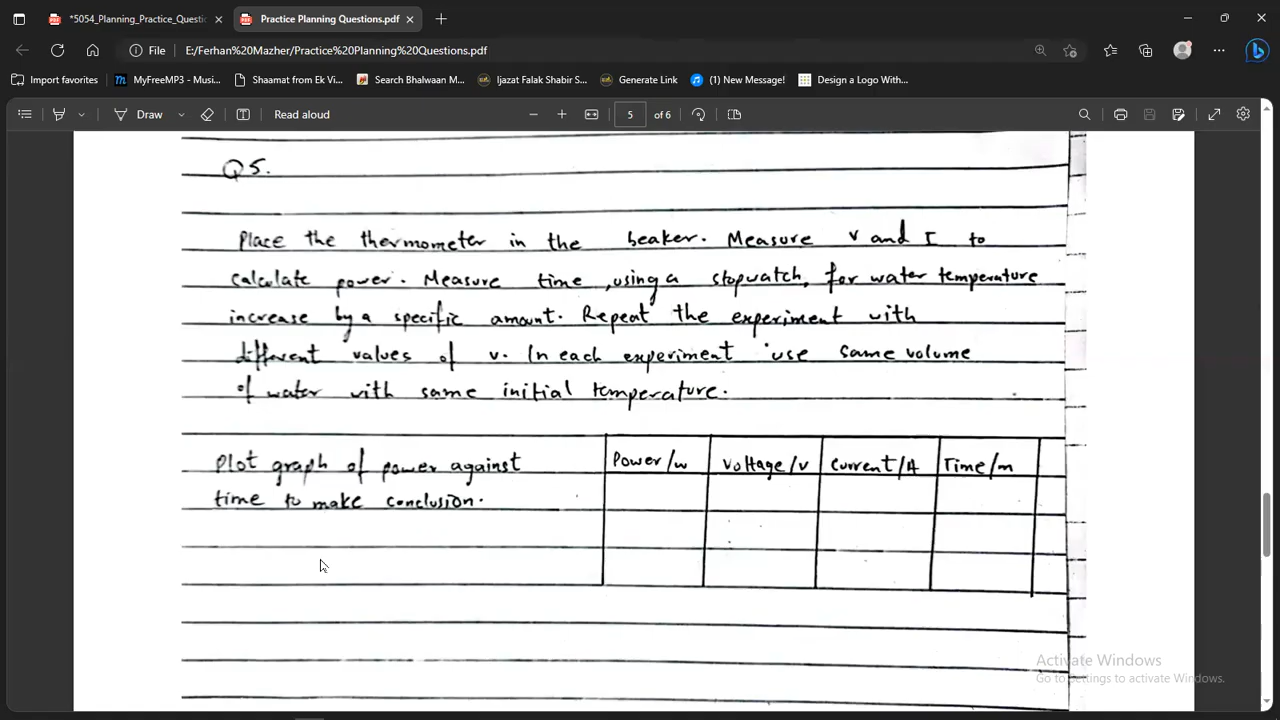 *5054_Planning_Practice_Questic
Practice Planning Questions.pdf
File E:/Ferhan%20Mazher/Practice%20Planning%20Questions.pdf
Import favorites MyFreeMP3 - Musi... Shaamat from Ek Vi... Search Bhalwaan M... Ijazat Falak Shabir S... Generate Link (1) New Message! Design a Logo With...
Draw Read aloud 5 of 6
Q5.
Place the thermometer in the beaker. Measure V and I to
calculate power. Measure time, using a stopwatch, for water temperature
increase by a specific amount. Repeat the experiment with
different values of v. In each experiment use same volume
of water with same initial temperature.
Plot graph of power against
time to make conclusion.
Power/w Voltage/v Current/A Time/m
Activate Windows
Go to Settings to activate Windows.